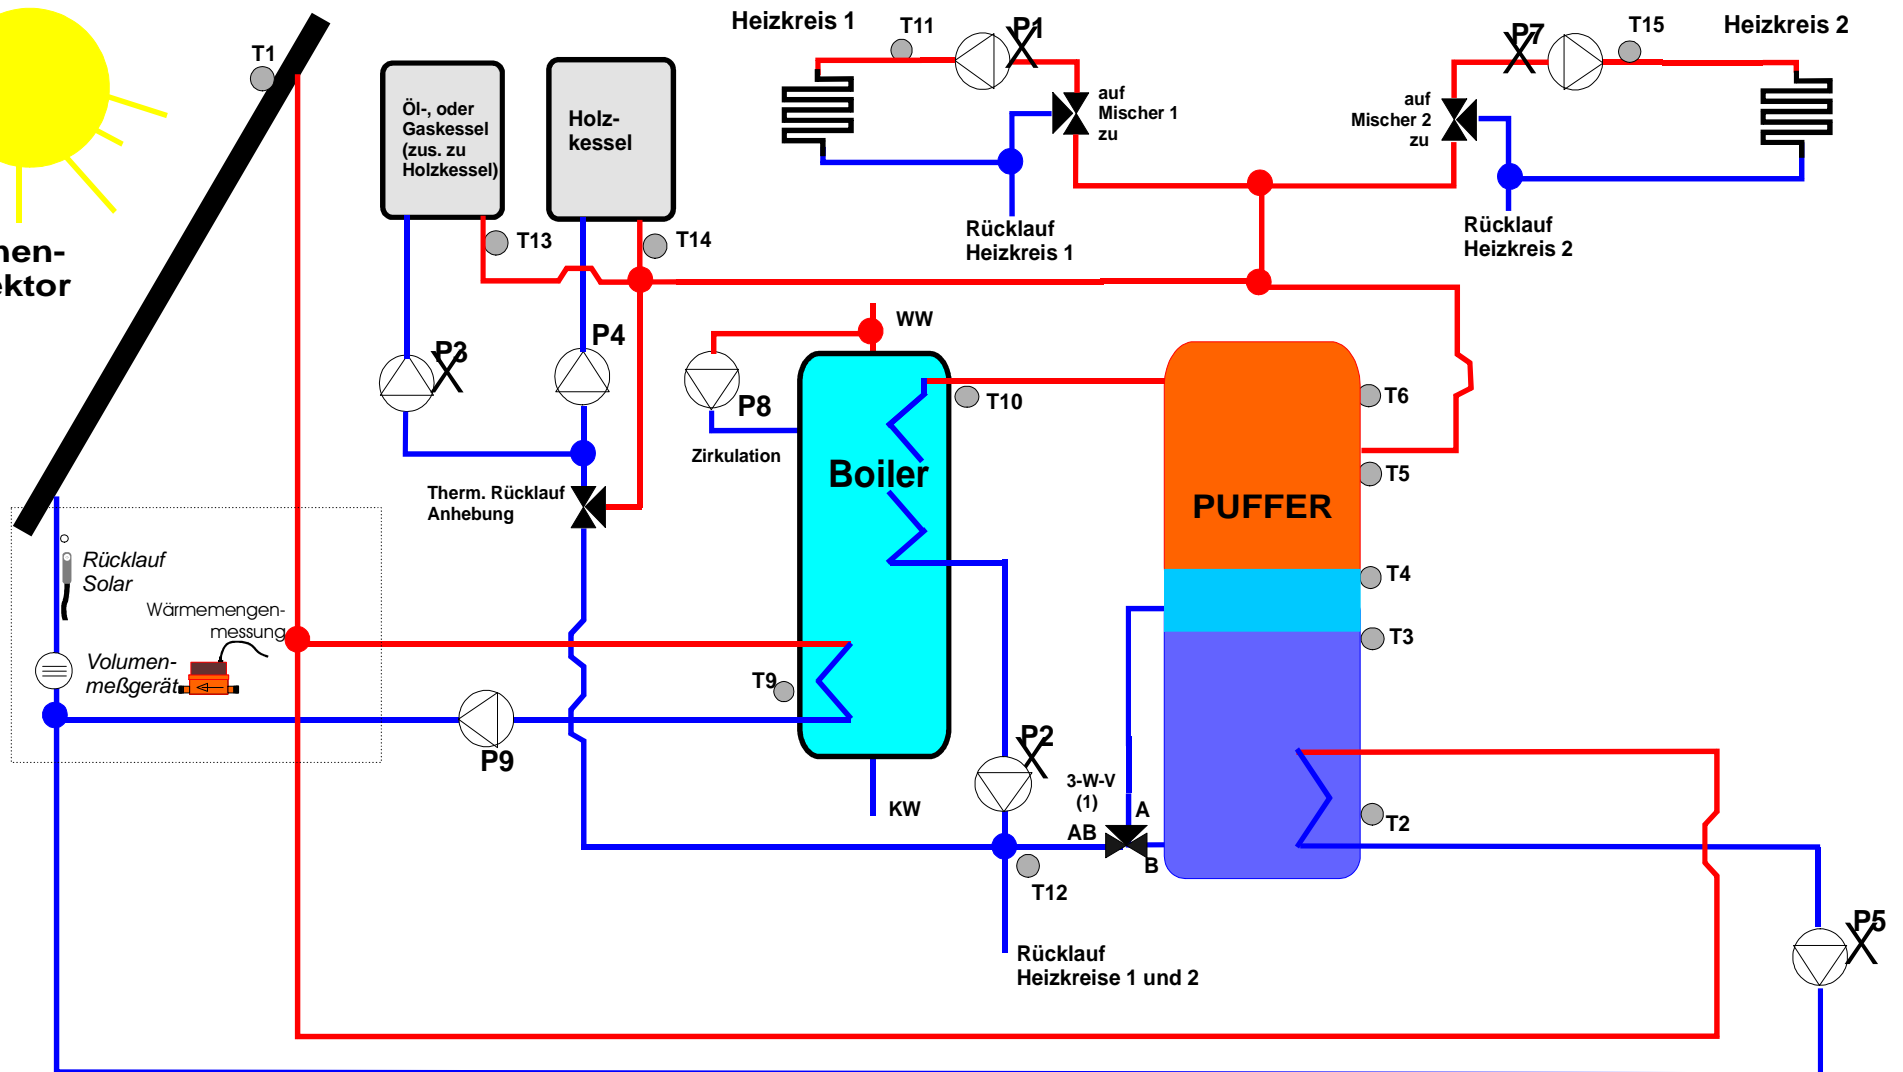 Heizkreis 1
T11
P1
P7
T15
Heizkreis 2
T1
auf
Mischer 1
zu
auf
Mischer 2
zu
Öl-, oder
Gaskessel
(zus. zu
Holzkessel)
Holz-
kessel
T13
T14
Rücklauf
Heizkreis 1
Rücklauf
Heizkreis 2
nen-
ektor
P3
P4
WW
P8
T10
T6
Zirkulation
Boiler
T5
PUFFER
Therm. Rücklauf
Anhebung
Rücklauf
Solar
T4
Wärmemengen-
messung
T3
Volumen-
meßgerät
T9
P9
P2
3-W-V
(1)
A
AB
B
KW
T2
T12
P5
Rücklauf
Heizkreise 1 und 2